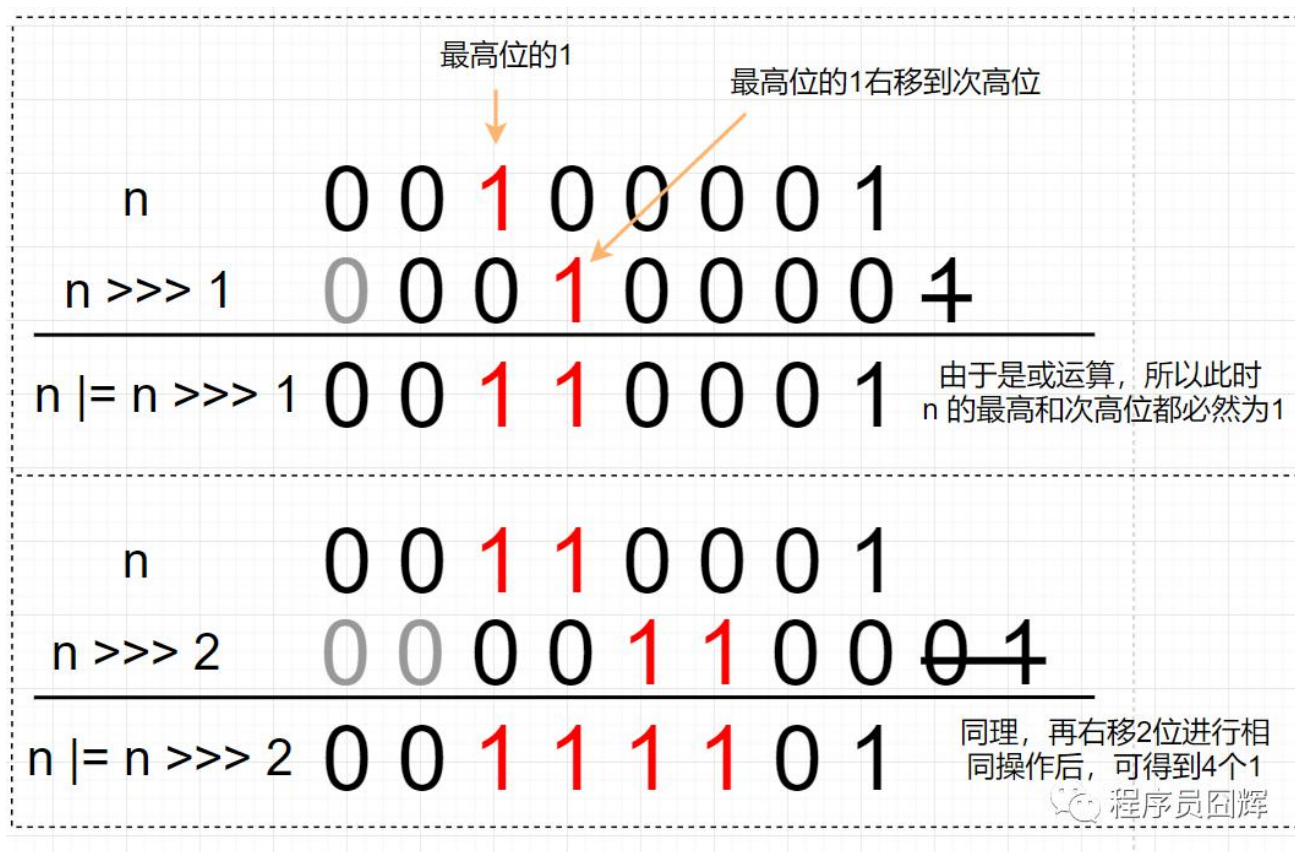 最高位的1
最高位的1右移到次高位
n 0 0 1 0 0 0 0 1
n >>> 1 0 0 0 1 0 0 0 0 1
n |= n >>> 1 0 0 1 1 0 0 0 1
由于是或运算，所以此时
n 的最高和次高位都必然为1
n 0 0 1 1 0 0 0 1
n >>> 2 0 0 0 0 1 1 0 0 0 1
n |= n >>> 2 0 0 1 1 1 1 0 1
同理，再右移2位进行相
同操作后，可得到4个1
程序员囧辉